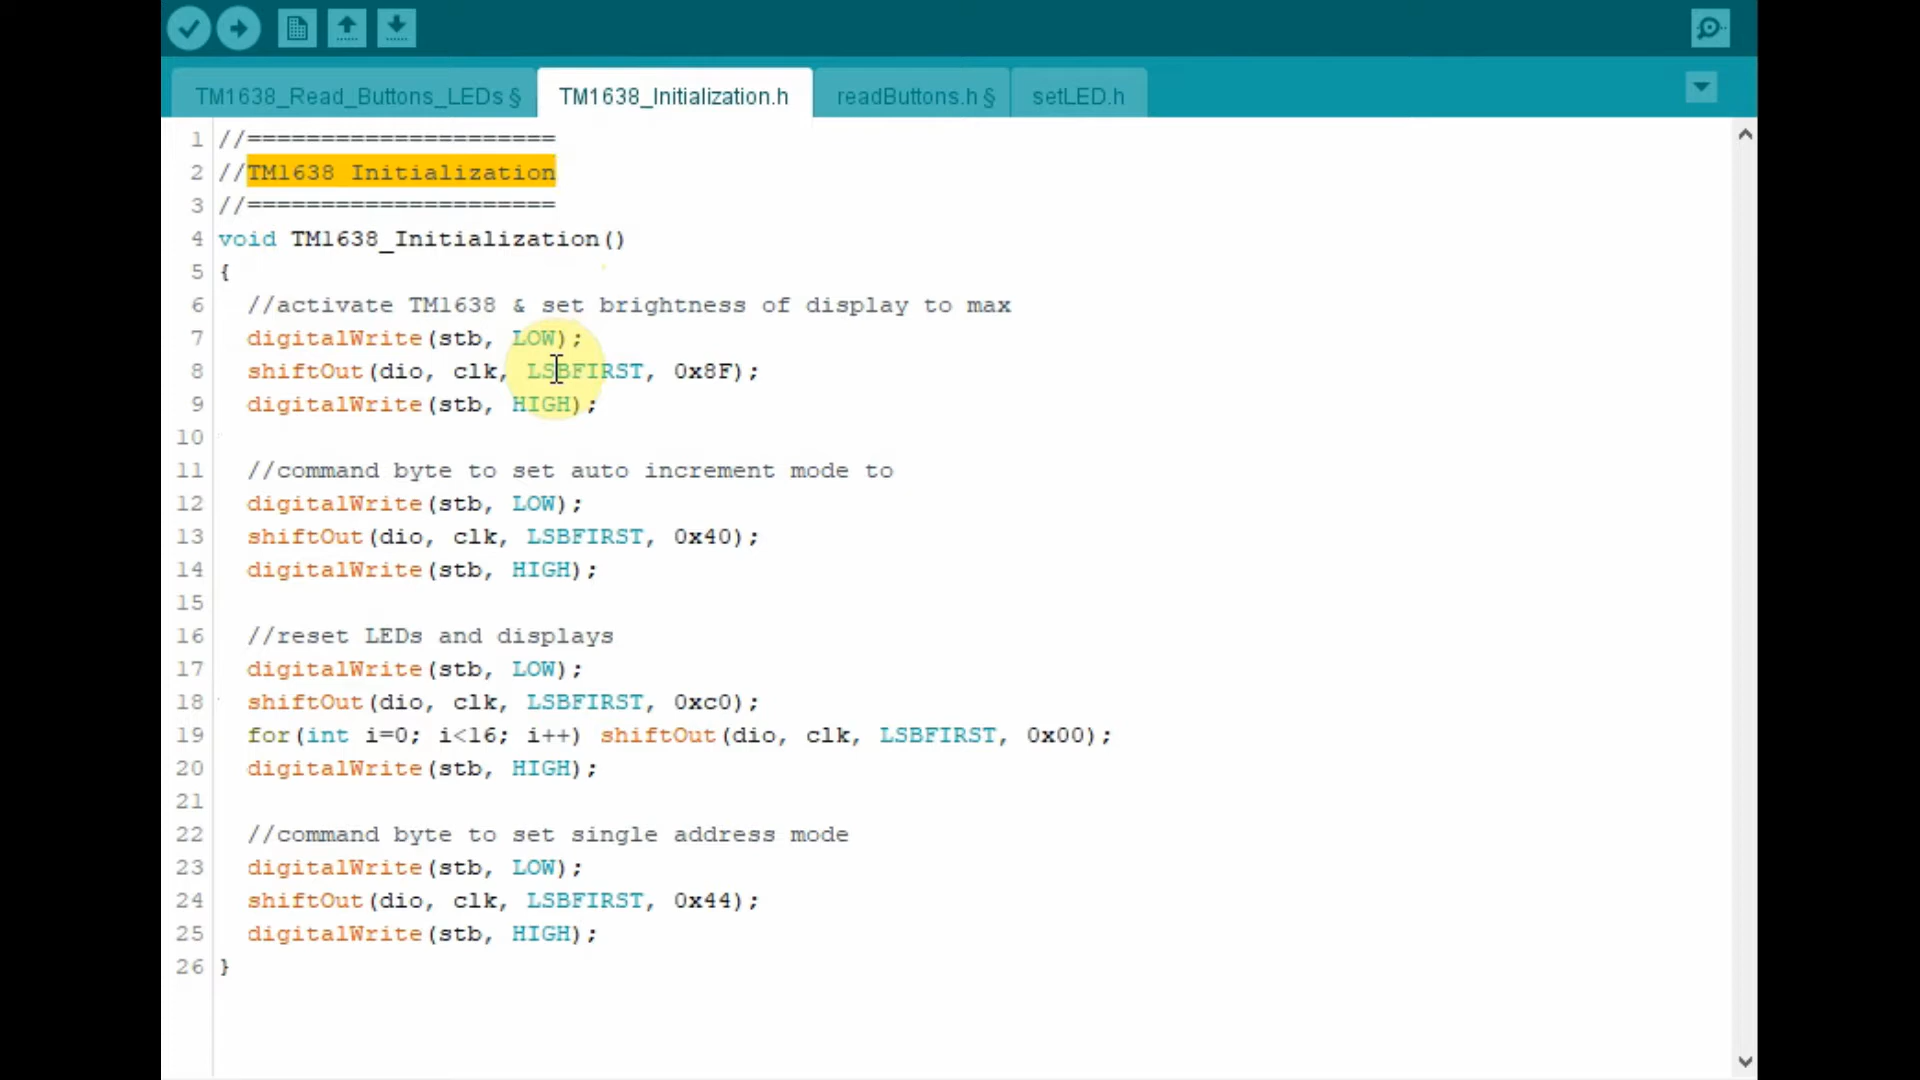 TM1638_Read_Buttons_LEDs § TM1638_Initialization.h readButtons.h § setLED.h
1 //=====================
2 //TM1638 Initialization
3 //=====================
4 void TM1638_Initialization()
5 {
6 //activate TM1638 & set brightness of display to max
7 digitalWrite(stb, LOW);
8 shiftOut(dio, clk, LSBFIRST, 0x8F);
9 digitalWrite(stb, HIGH);
10
11 //command byte to set auto increment mode to
12 digitalWrite(stb, LOW);
13 shiftOut(dio, clk, LSBFIRST, 0x40);
14 digitalWrite(stb, HIGH);
15
16 //reset LEDs and displays
17 digitalWrite(stb, LOW);
18 shiftOut(dio, clk, LSBFIRST, 0xc0);
19 for(int i=0; i<16; i++) shiftOut(dio, clk, LSBFIRST, 0x00);
20 digitalWrite(stb, HIGH);
21
22 //command byte to set single address mode
23 digitalWrite(stb, LOW);
24 shiftOut(dio, clk, LSBFIRST, 0x44);
25 digitalWrite(stb, HIGH);
26 }